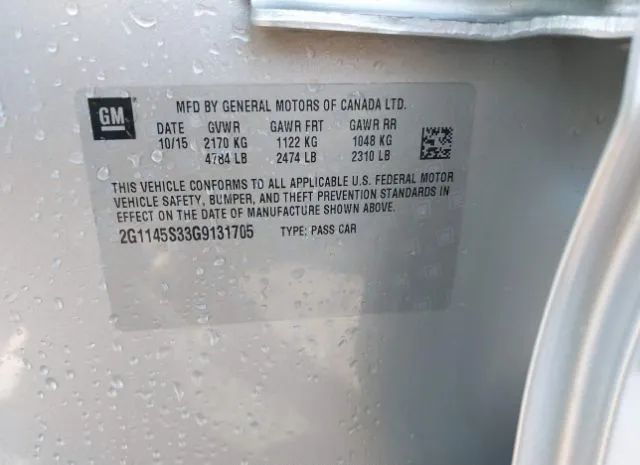 GM
MFD BY GENERAL MOTORS OF CANADA LTD.
DATE GVWR GAWR FRT GAWR RR
10/15 2170 KG 1122 KG 1048 KG
4784 LB 2474 LB 2310 LB
THIS VEHICLE CONFORMS TO ALL APPLICABLE U.S. FEDERAL MOTOR
VEHICLE SAFETY, BUMPER, AND THEFT PREVENTION STANDARDS IN
EFFECT ON THE DATE OF MANUFACTURE SHOWN ABOVE.
2G1145S33G9131705 TYPE: PASS CAR